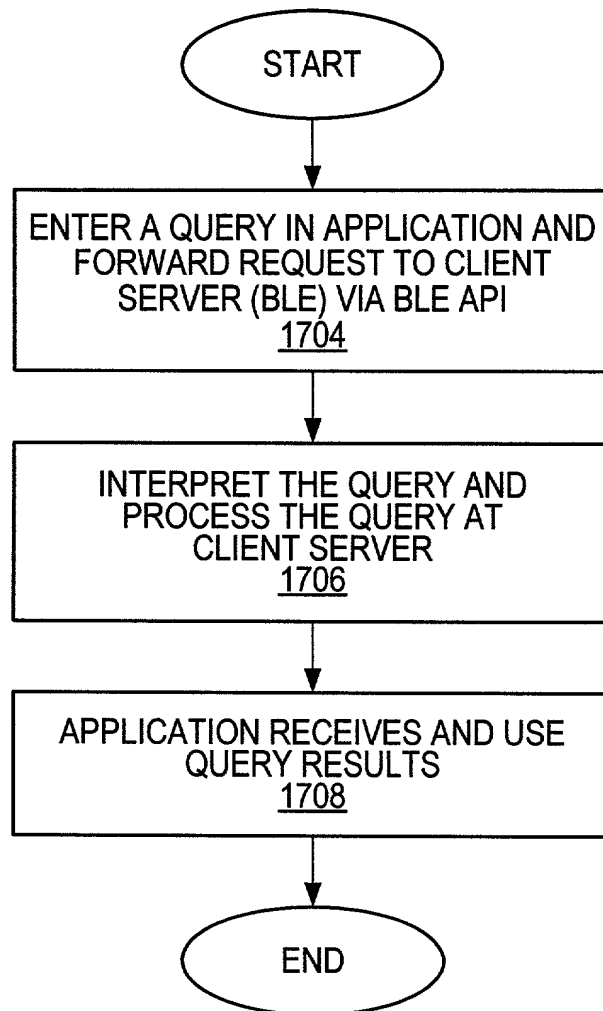 START
ENTER A QUERY IN APPLICATION AND
FORWARD REQUEST TO CLIENT
SERVER (BLE) VIA BLE API
1704
INTERPRET THE QUERY AND
PROCESS THE QUERY AT
CLIENT SERVER
1706
APPLICATION RECEIVES AND USE
QUERY RESULTS
1708
END